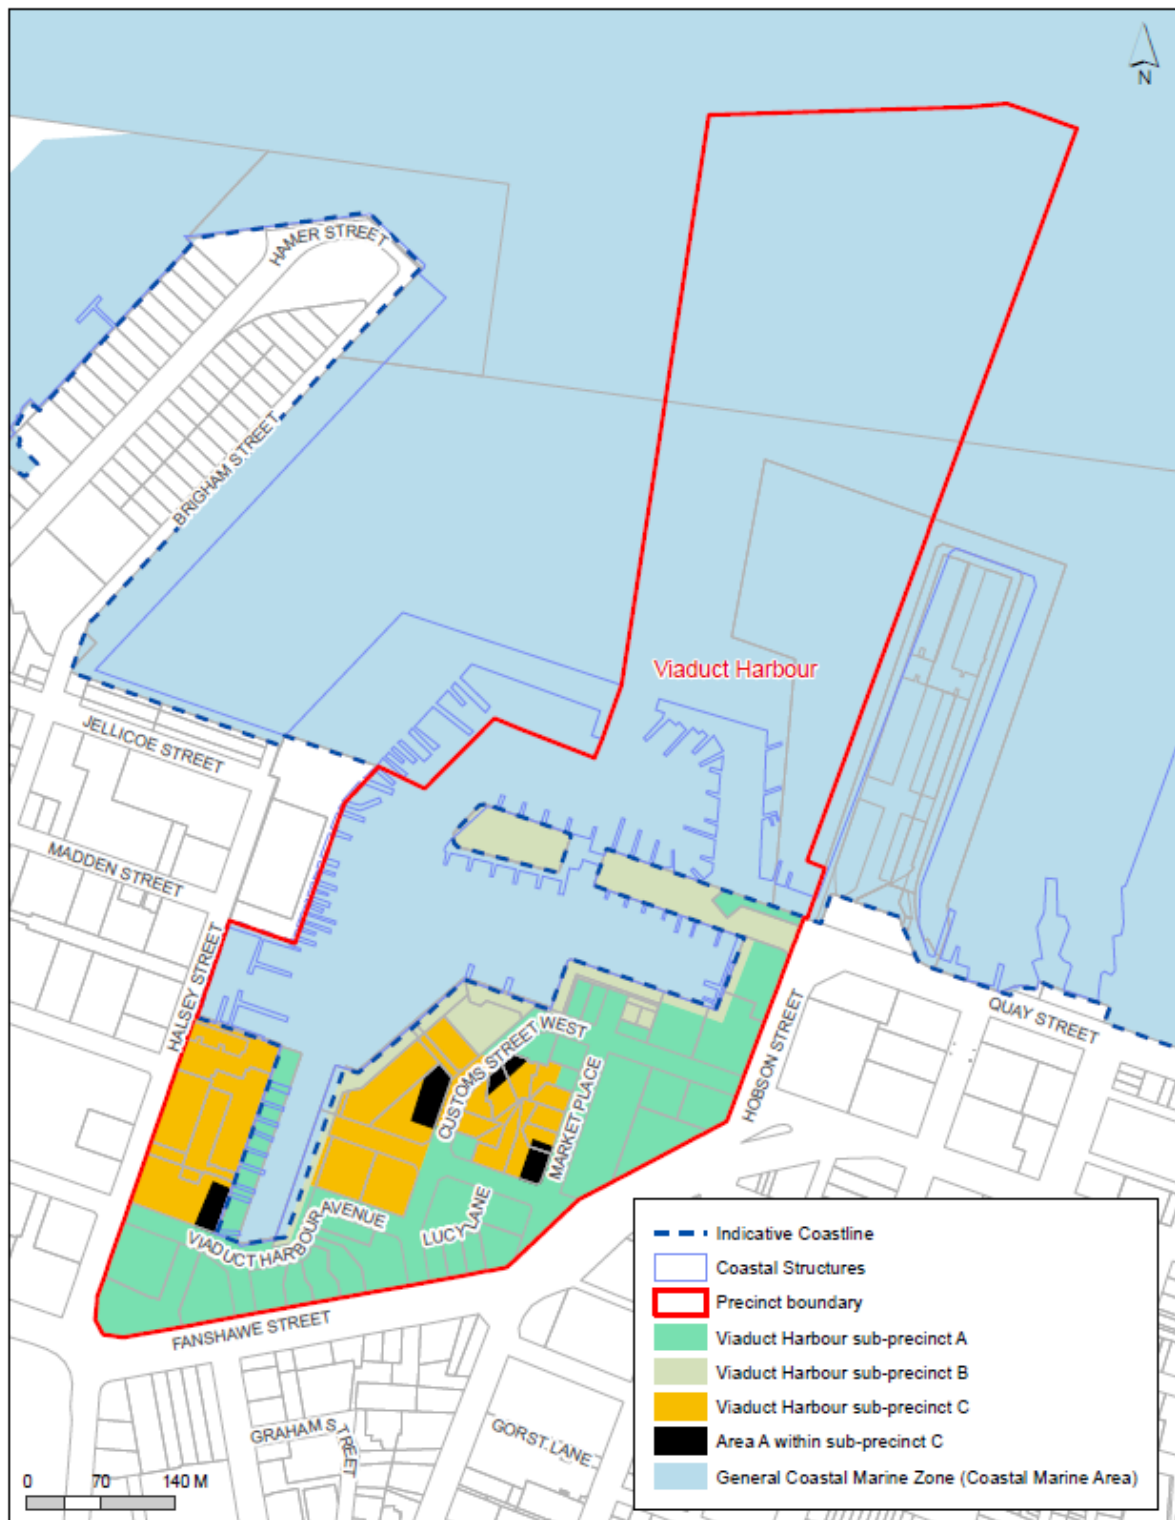 N
HAMER STREET
BRIGHAM STREET
Viaduct Harbour
JELLICOE STREET
MADDEN STREET
HALSEY STREET
QUAY STREET
CUSTOMS STREET WEST
HOBSON STREET
MARKET PLACE
VIADUCT HARBOUR AVENUE
LUCY LANE
FANSHAWE STREET
GRAHAM STREET
GORST LANE
0 70 140 M
Indicative Coastline
Coastal Structures
Precinct boundary
Viaduct Harbour sub-precinct A
Viaduct Harbour sub-precinct B
Viaduct Harbour sub-precinct C
Area A within sub-precinct C
General Coastal Marine Zone (Coastal Marine Area)